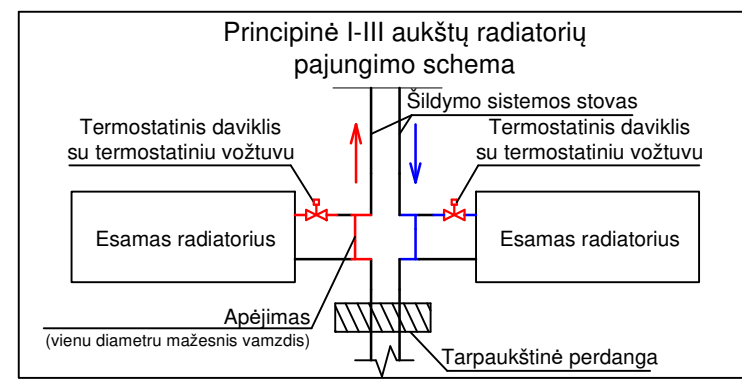 Principinė I-III aukštų radiatorių
pajungimo schema
Šildymo sistemos stovas
Termostatinis daviklis
su termostatiniu vožtuvu
Termostatinis daviklis
su termostatiniu vožtuvu
Esamas radiatorius
Esamas radiatorius
Apėjimas
(vienu diametru mažesnis vamzdis)
Tarpaukštinė perdanga